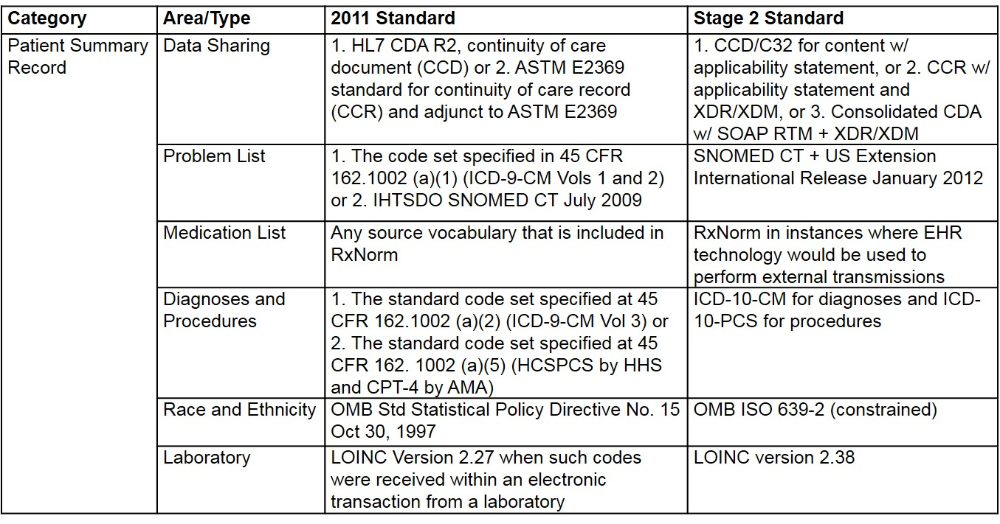 Category Area/Type 2011 Standard Stage 2 Standard
Patient Summary
Record
Data Sharing
1. HL7 CDA R2, continuity of care
document (CCD) or 2. ASTM E2369
standard for continuity of care record
(CCR) and adjunct to ASTM E2369
1. CCD/C32 for content w/
applicability statement, or 2. CCR w/
applicability statement and
XDR/XDM, or 3. Consolidated CDA
w/ SOAP RTM + XDR/XDM
Problem List
1. The code set specified in 45 CFR
162.1002 (a)(1) (ICD-9-CM Vols 1 and 2)
or 2. IHTSDO SNOMED CT July 2009
SNOMED CT + US Extension
International Release January 2012
Medication List
Any source vocabulary that is included in
RxNorm
RxNorm in instances where EHR
technology would be used to
perform external transmissions
Diagnoses and
Procedures
1. The standard code set specified at 45
CFR 162.1002 (a)(2) (ICD-9-CM Vol 3) or
2. The standard code set specified at 45
CFR 162. 1002 (a)(5) (HCSPCS by HHS
and CPT-4 by AMA)
ICD-10-CM for diagnoses and ICD-
10-PCS for procedures
Race and Ethnicity
OMB Std Statistical Policy Directive No. 15
Oct 30, 1997
OMB ISO 639-2 (constrained)
Laboratory
LOINC Version 2.27 when such codes
were received within an electronic
transaction from a laboratory
LOINC version 2.38